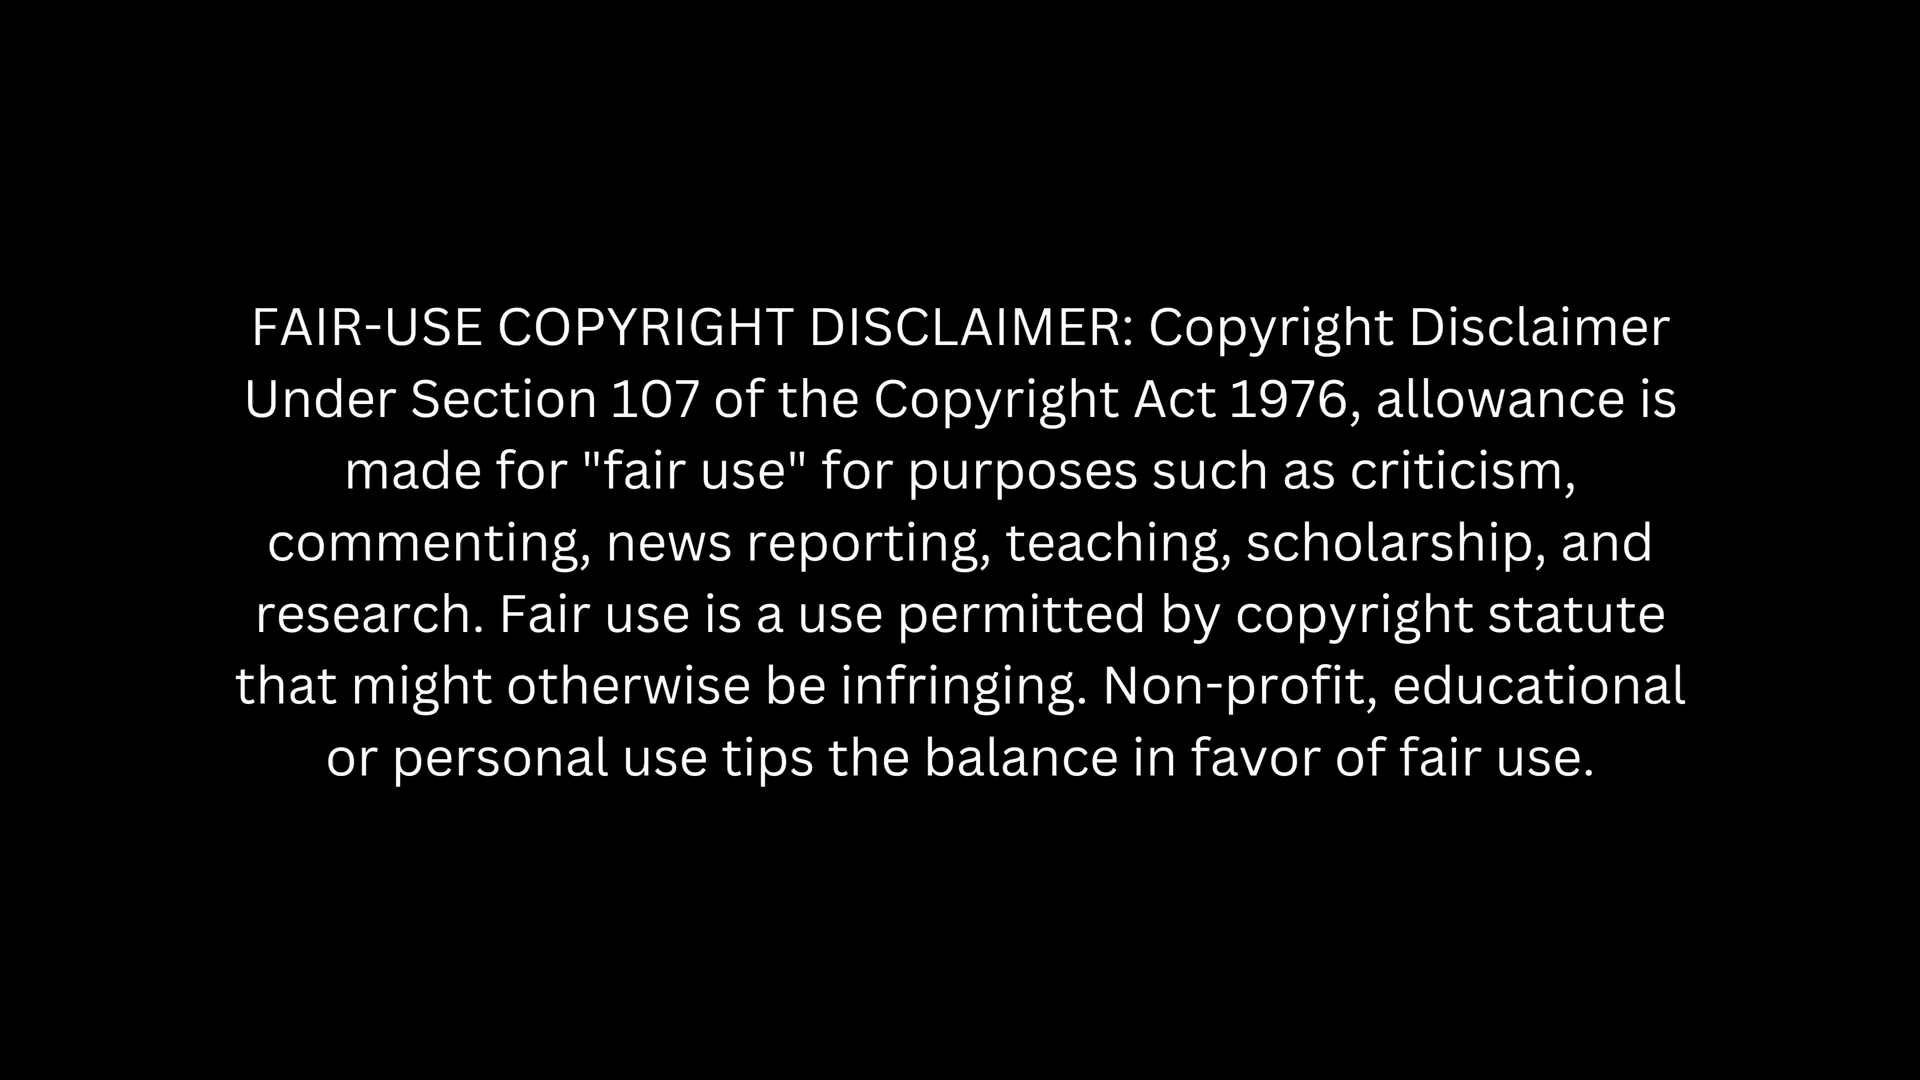 FAIR-USE COPYRIGHT DISCLAIMER: Copyright Disclaimer
Under Section 107 of the Copyright Act 1976, allowance is
made for "fair use" for purposes such as criticism,
commenting, news reporting, teaching, scholarship, and
research. Fair use is a use permitted by copyright statute
that might otherwise be infringing. Non-profit, educational
or personal use tips the balance in favor of fair use.